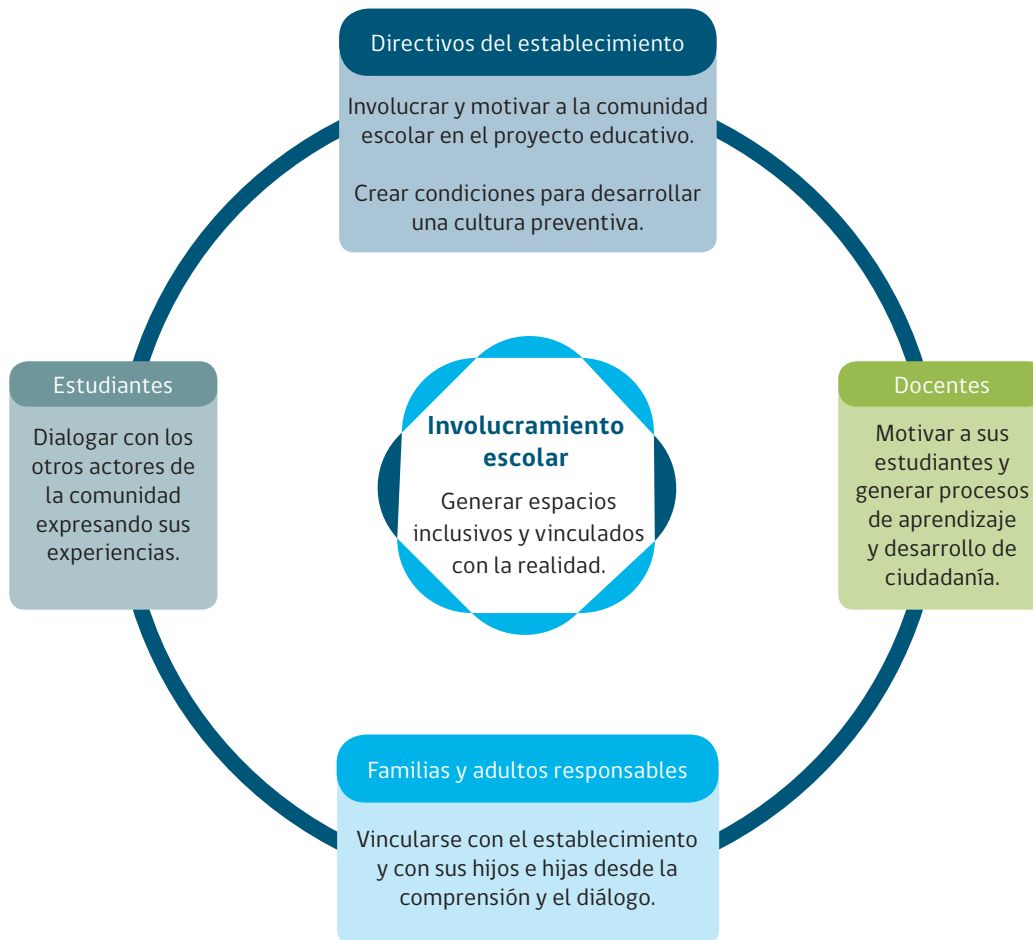 Directivos del establecimiento
Involucrar y motivar a la comunidad
escolar en el proyecto educativo.
Crear condiciones para desarrollar
una cultura preventiva.
Estudiantes
Dialogar con los
otros actores de
la comunidad
expresando sus
experiencias.
Involucramiento
escolar
Generar espacios
inclusivos y vinculados
con la realidad.
Docentes
Motivar a sus
estudiantes y
generar procesos
de aprendizaje
y desarrollo de
ciudadanía.
Familias y adultos responsables
Vincularse con el establecimiento
y con sus hijos e hijas desde la
comprensión y el diálogo.